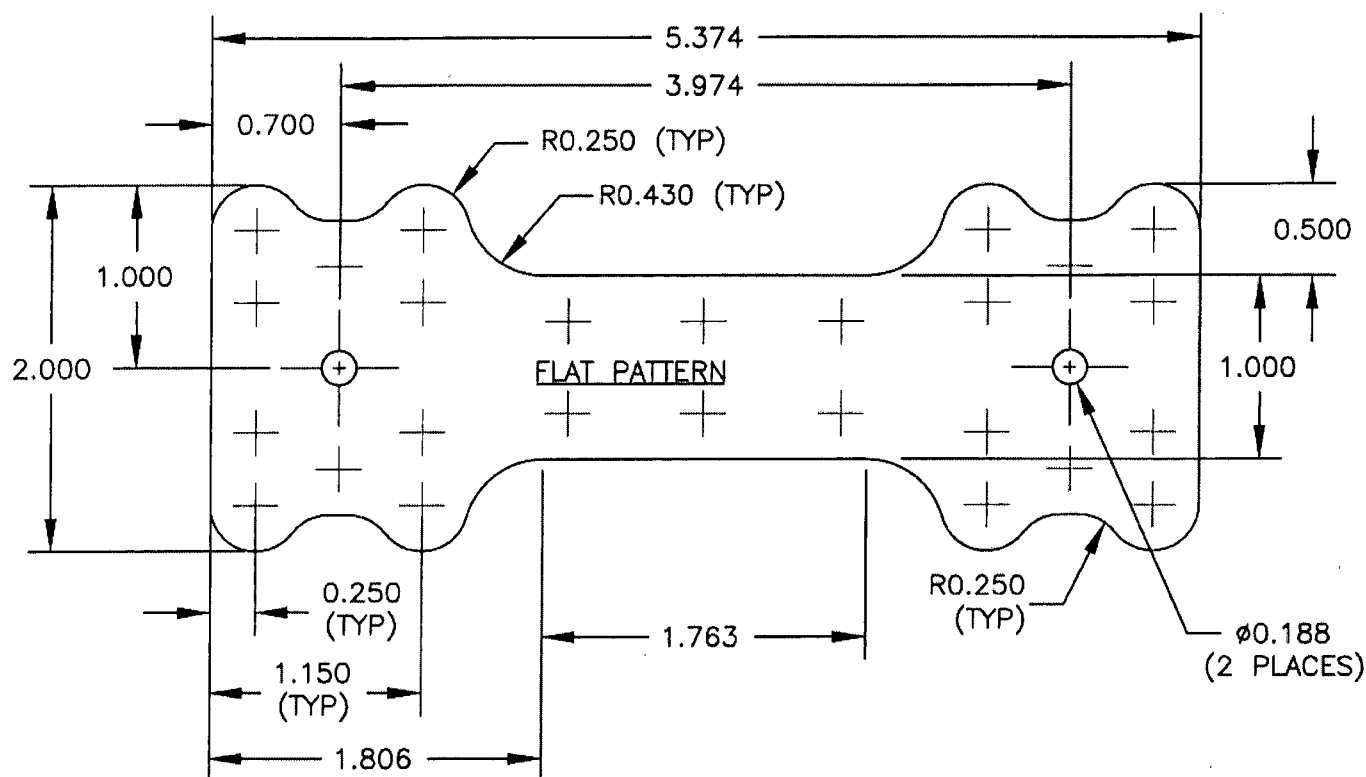 5.374
3.974
0.700
R0.250 (TYP)
R0.430 (TYP)
0.500
1.000
2.000
FLAT PATTERN
1.000
0.250
(TYP)
R0.250
(TYP)
1.763
ø0.188
(2 PLACES)
1.150
(TYP)
1.806